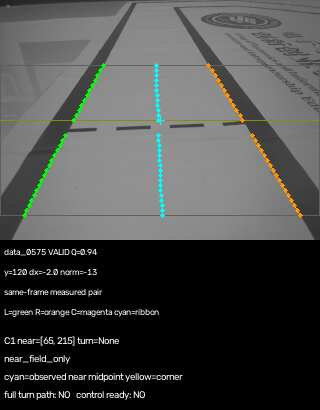 data_0575 VALID Q=0.94
y=120 dx=-2.0 norm=-13
same-frame measured pair
L=green R=orange C=magenta cyan=ribbon
C1 near=[65, 215] turn=None
near_field_only
cyan=observed near midpoint yellow=corner
full turn path: NO control ready: NO